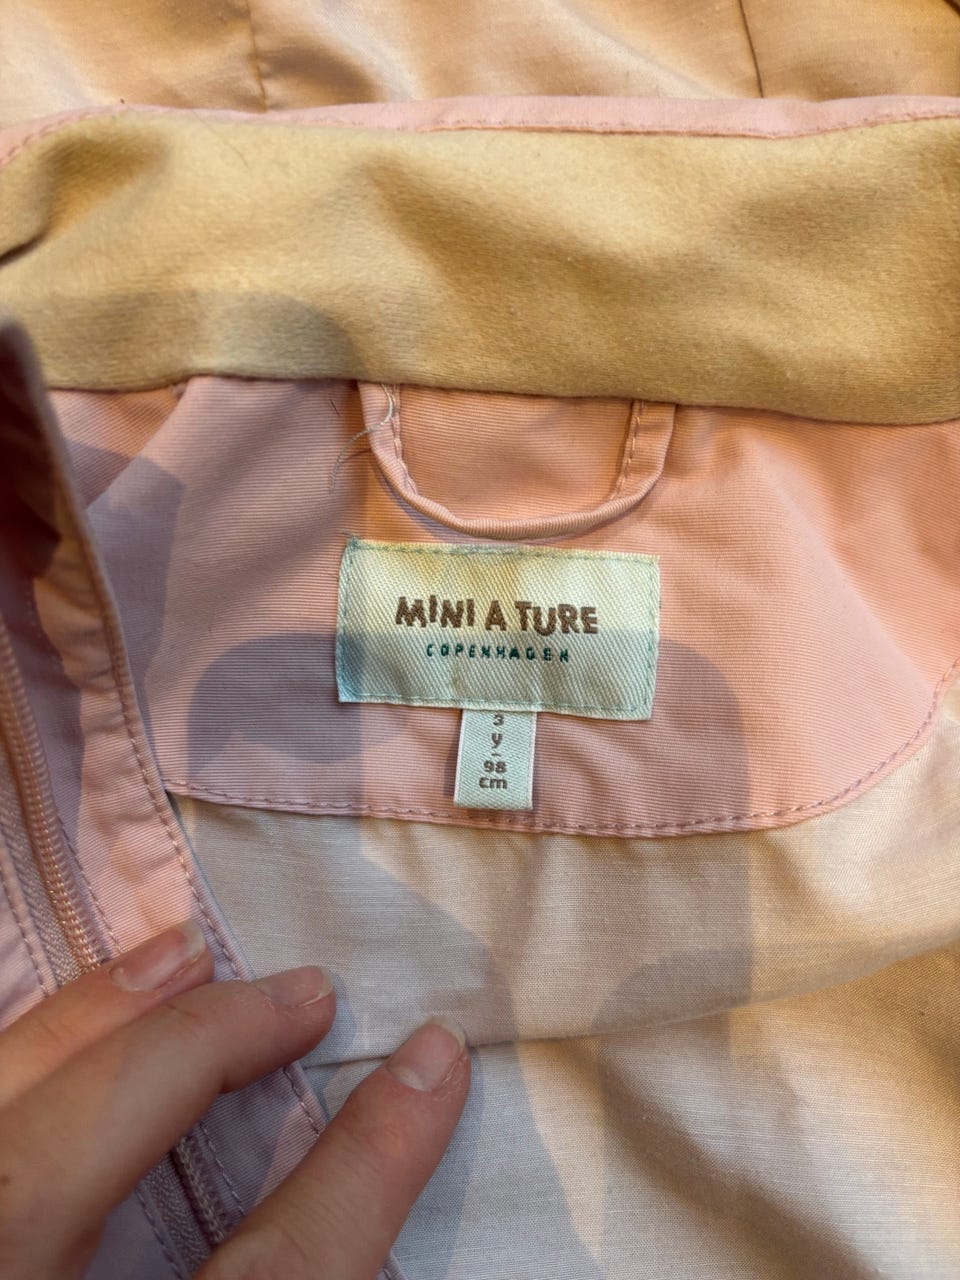 MINI A TURE
COPENHAGEN
3
y
-
98
cm